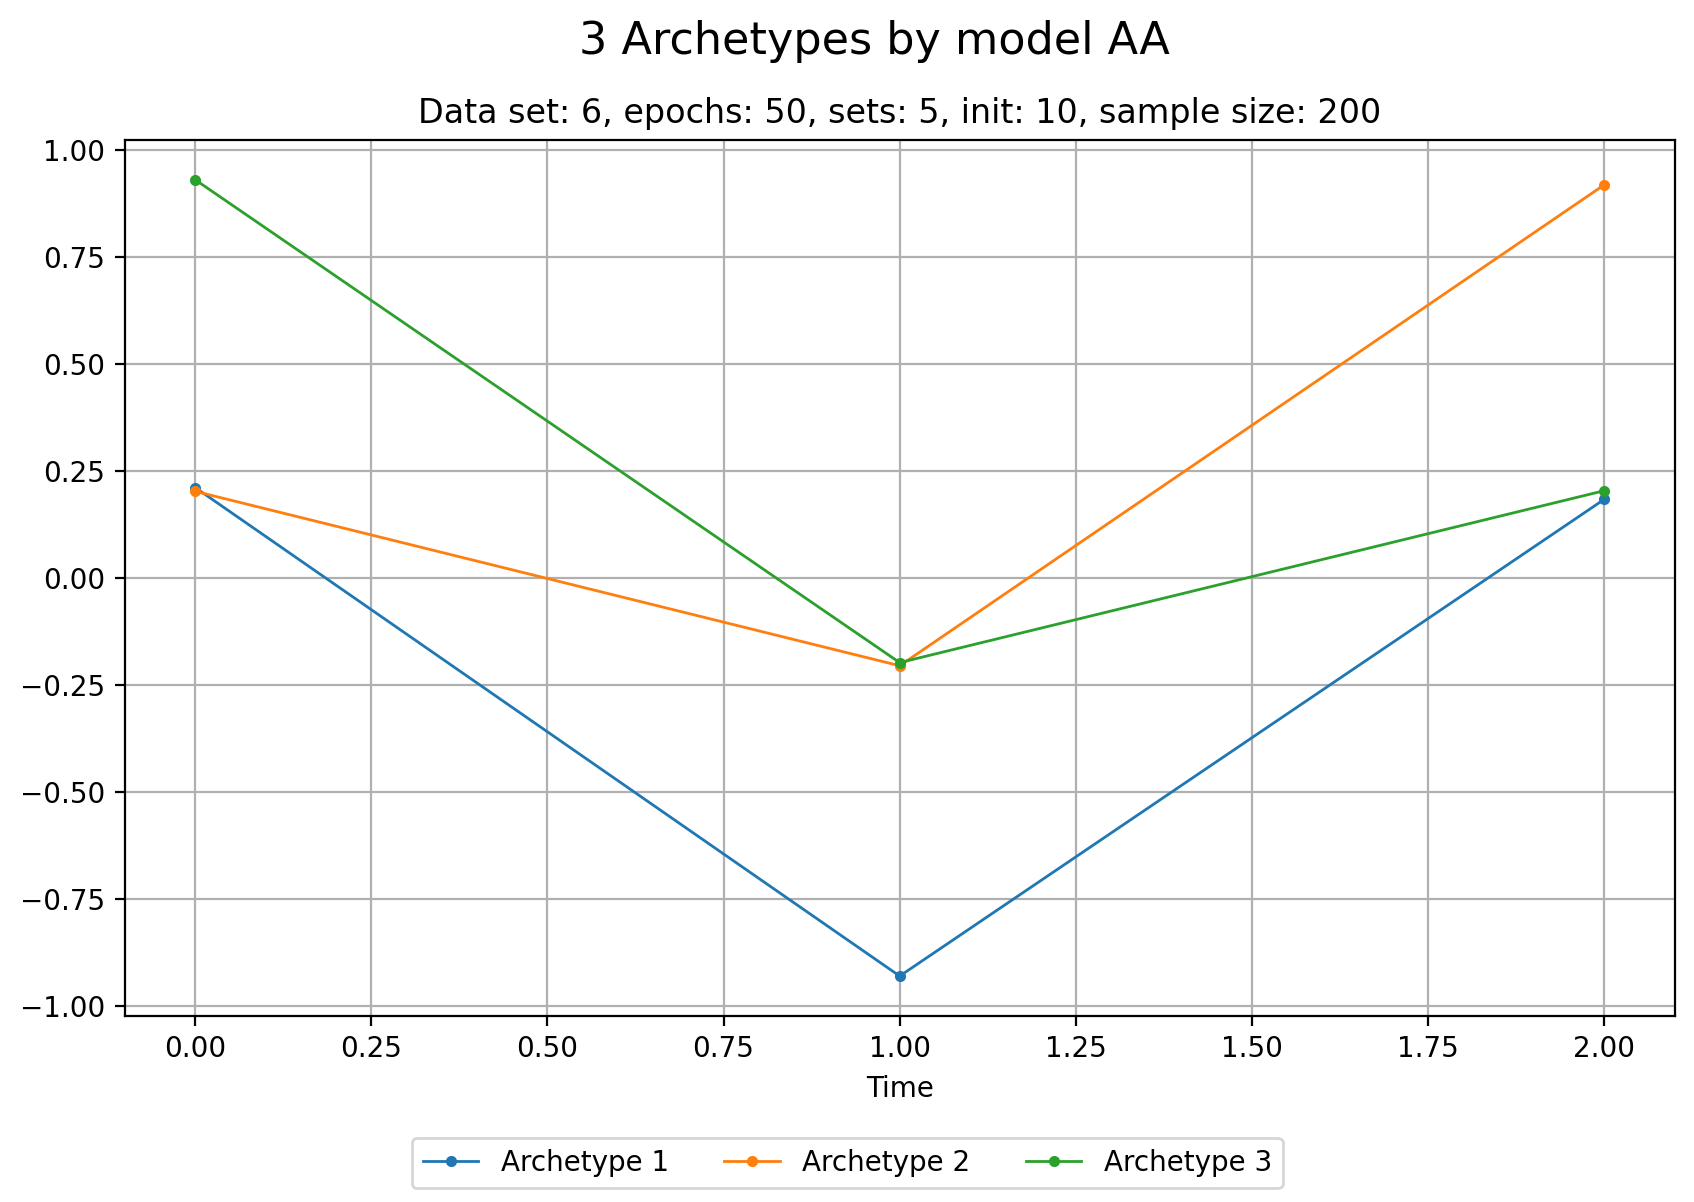 3 Archetypes by model AA
Data set: 6, epochs: 50, sets: 5, init: 10, sample size: 200
1.00
0.75
0.50
0.25
0.00
−0.25
−0.50
−0.75
−1.00
0.00 0.25 0.50 0.75 1.00 1.25 1.50 1.75 2.00
Time
Archetype 1 Archetype 2 Archetype 3